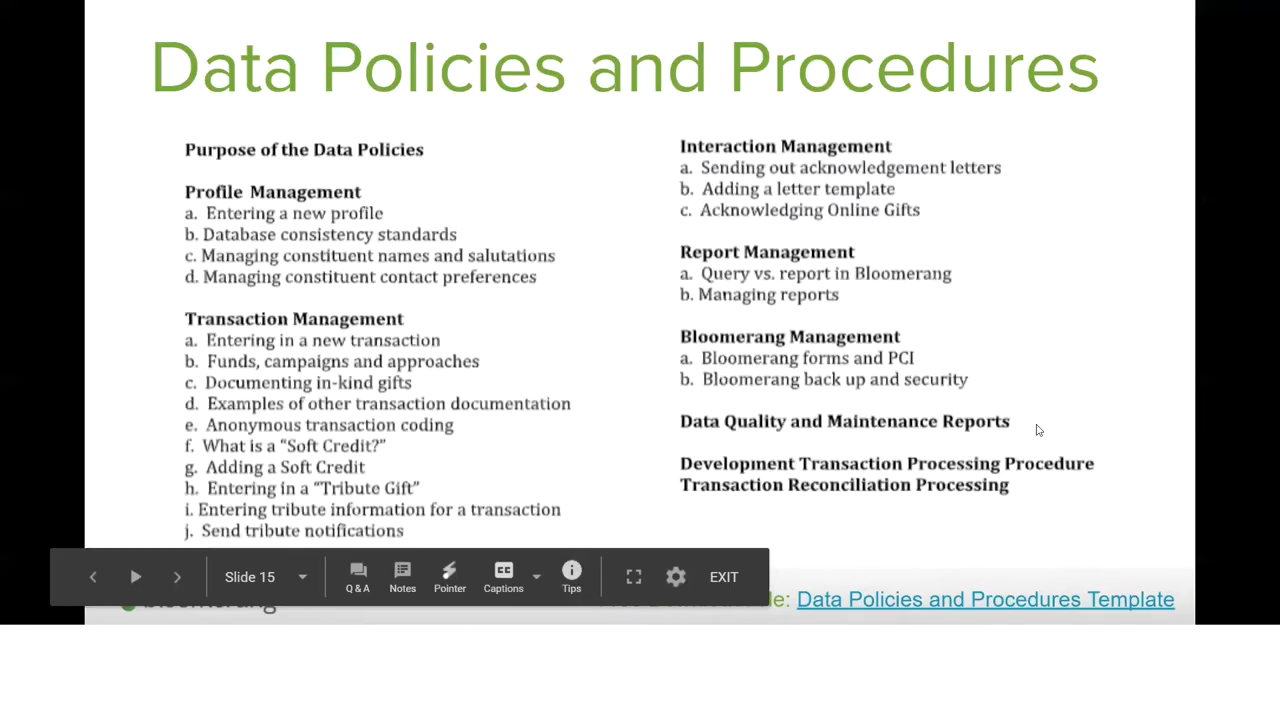 Data Policies and Procedures
Purpose of the Data Policies
Profile Management
a. Entering a new profile
b. Database consistency standards
c. Managing constituent names and salutations
d. Managing constituent contact preferences
Transaction Management
a. Entering in a new transaction
b. Funds, campaigns and approaches
c. Documenting in-kind gifts
d. Examples of other transaction documentation
e. Anonymous transaction coding
f. What is a “Soft Credit?”
g. Adding a Soft Credit
h. Entering in a “Tribute Gift”
i. Entering tribute information for a transaction
j. Send tribute notifications
Interaction Management
a. Sending out acknowledgement letters
b. Adding a letter template
c. Acknowledging Online Gifts
Report Management
a. Query vs. report in Bloomerang
b. Managing reports
Bloomerang Management
a. Bloomerang forms and PCI
b. Bloomerang back up and security
Data Quality and Maintenance Reports
Development Transaction Processing Procedure
Transaction Reconciliation Processing
Slide 15
Q & A
Notes
Pointer
CC
Captions
Tips
EXIT
Data Policies and Procedures Template